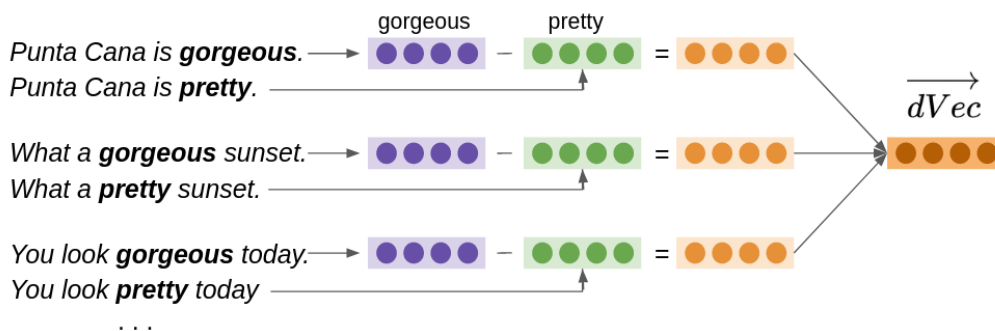 gorgeous − pretty
Punta Cana is gorgeous. − =
Punta Cana is pretty.
dVec
What a gorgeous sunset. − =
What a pretty sunset.
You look gorgeous today. − =
You look pretty today
...